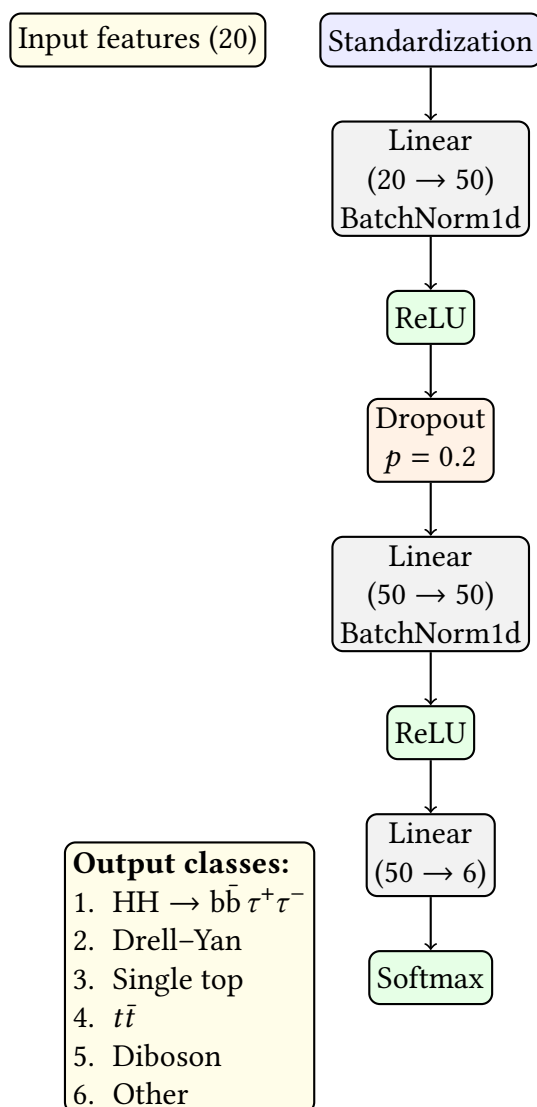 Input features (20)
Standardization
Linear
(20 → 50)
BatchNorm1d
ReLU
Dropout
p = 0.2
Linear
(50 → 50)
BatchNorm1d
ReLU
Linear
(50 → 6)
Softmax
Output classes:
1. HH → bb̄ τ⁺τ⁻
2. Drell–Yan
3. Single top
4. tt̄
5. Diboson
6. Other